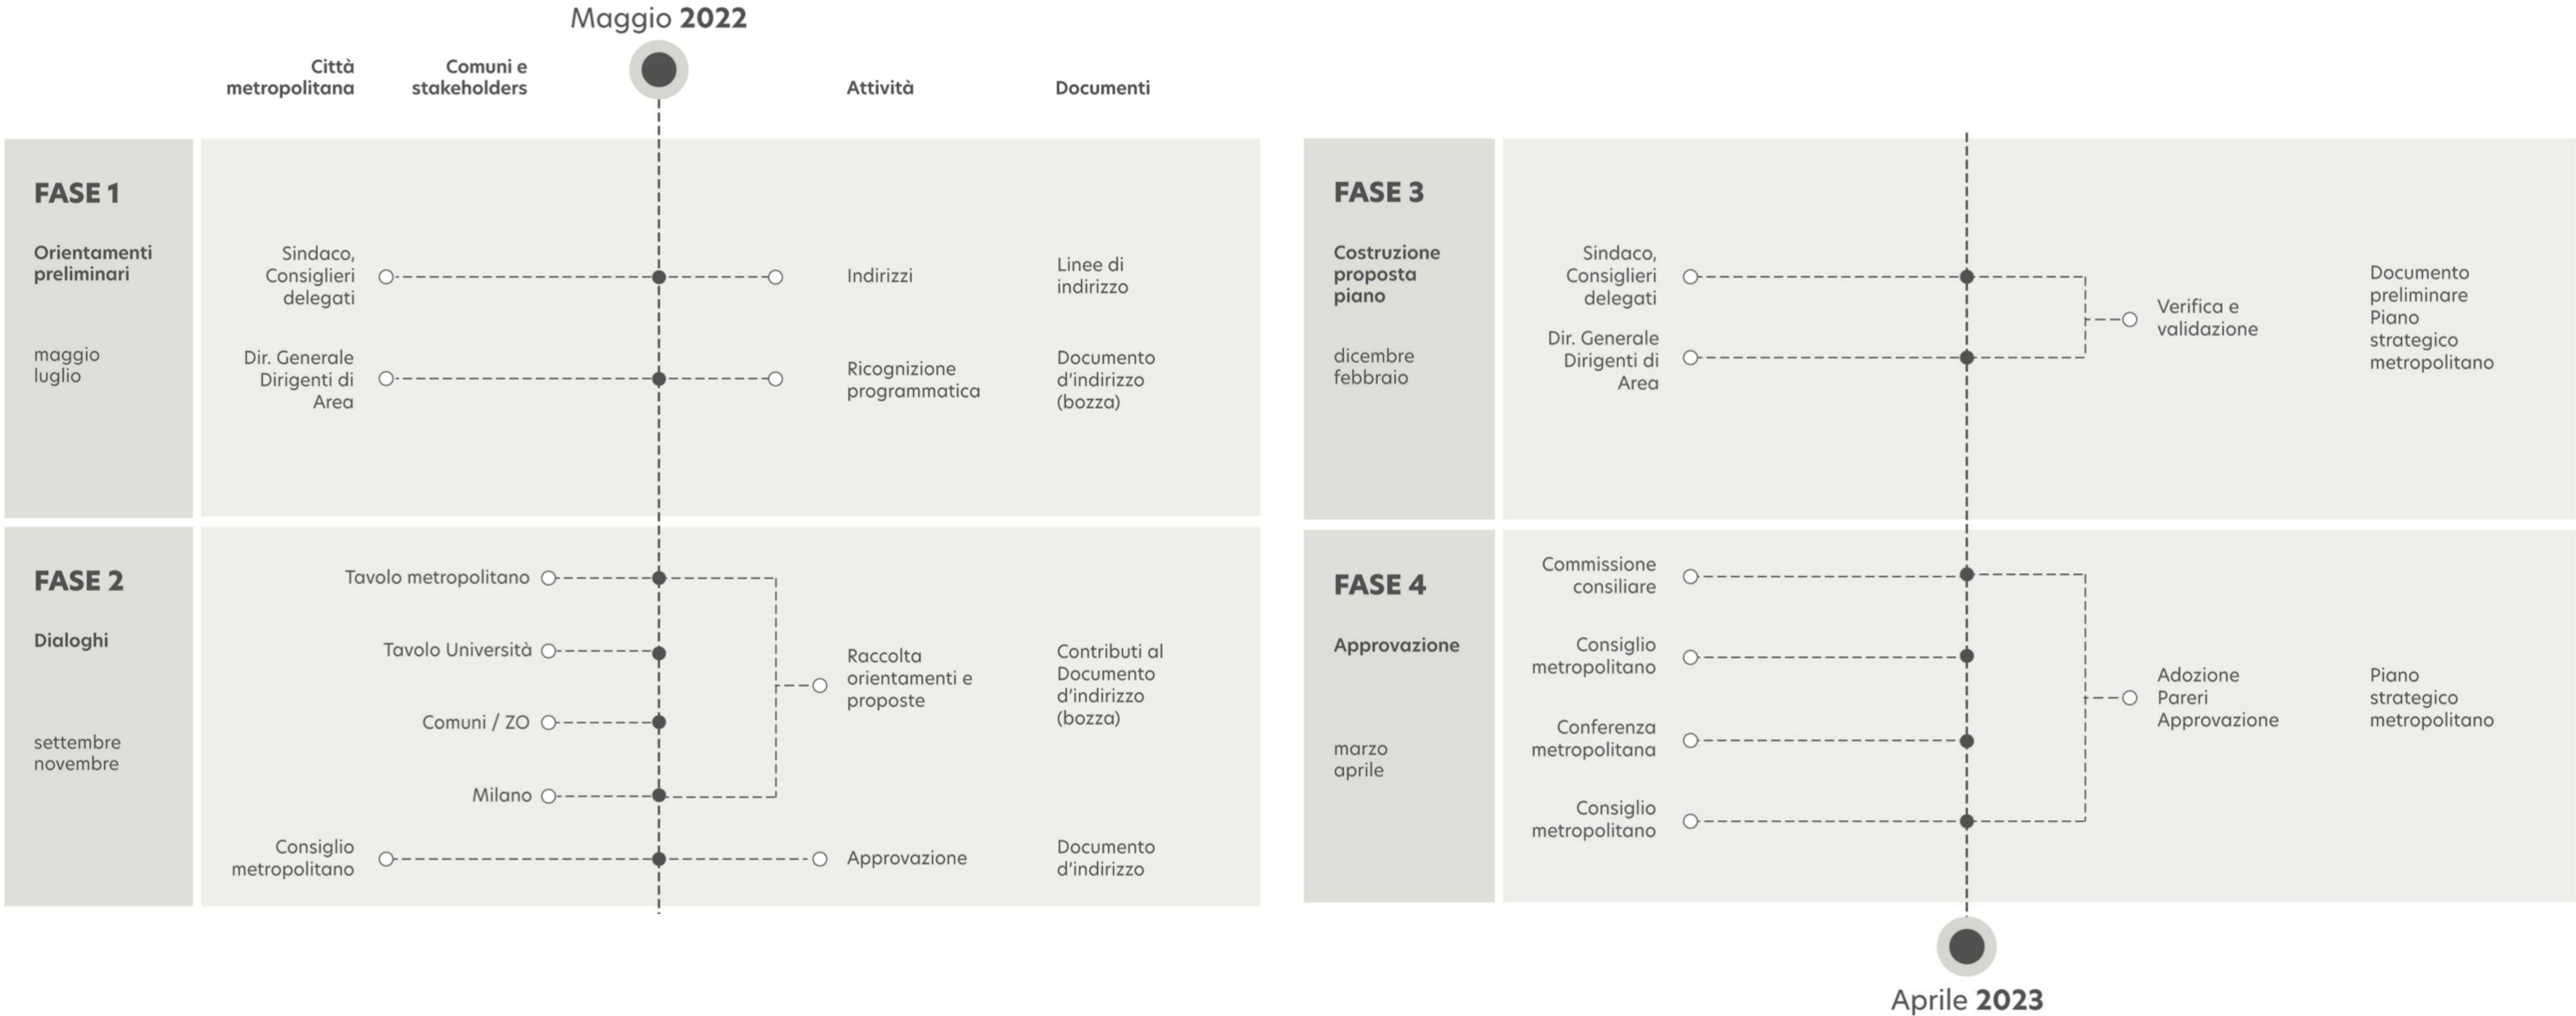 Maggio 2022
Città
metropolitana
Comuni e
stakeholders
Attività
Documenti
FASE 1
Orientamenti
preliminari
maggio
luglio
Sindaco,
Consiglieri
delegati
Indirizzi
Linee di
indirizzo
Dir. Generale
Dirigenti di
Area
Ricognizione
programmatica
Documento
d'indirizzo
(bozza)
FASE 2
Dialoghi
settembre
novembre
Tavolo metropolitano
Tavolo Università
Comuni / ZO
Milano
Raccolta
orientamenti e
proposte
Contributi al
Documento
d'indirizzo
(bozza)
Consiglio
metropolitano
Approvazione
Documento
d'indirizzo
FASE 3
Costruzione
proposta
piano
dicembre
febbraio
Sindaco,
Consiglieri
delegati
Dir. Generale
Dirigenti di
Area
Verifica e
validazione
Documento
preliminare
Piano
strategico
metropolitano
FASE 4
Approvazione
marzo
aprile
Commissione
consiliare
Consiglio
metropolitano
Conferenza
metropolitana
Consiglio
metropolitano
Adozione
Pareri
Approvazione
Piano
strategico
metropolitano
Aprile 2023